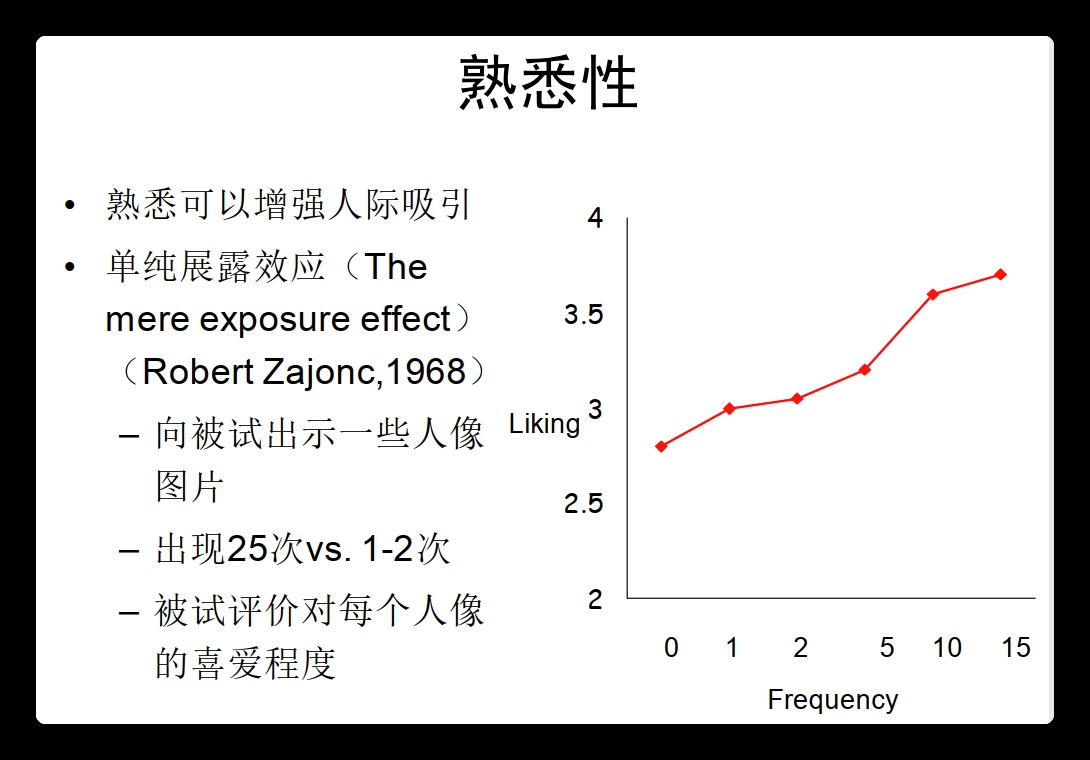 熟悉性
• 熟悉可以增强人际吸引
• 单纯展露效应（The
mere exposure effect）
（Robert Zajonc,1968）
– 向被试出示一些人像
图片
– 出现25次vs. 1-2次
– 被试评价对每个人像
的喜爱程度
4
3.5
3
Liking
2.5
2
0 1 2 5 10 15
Frequency